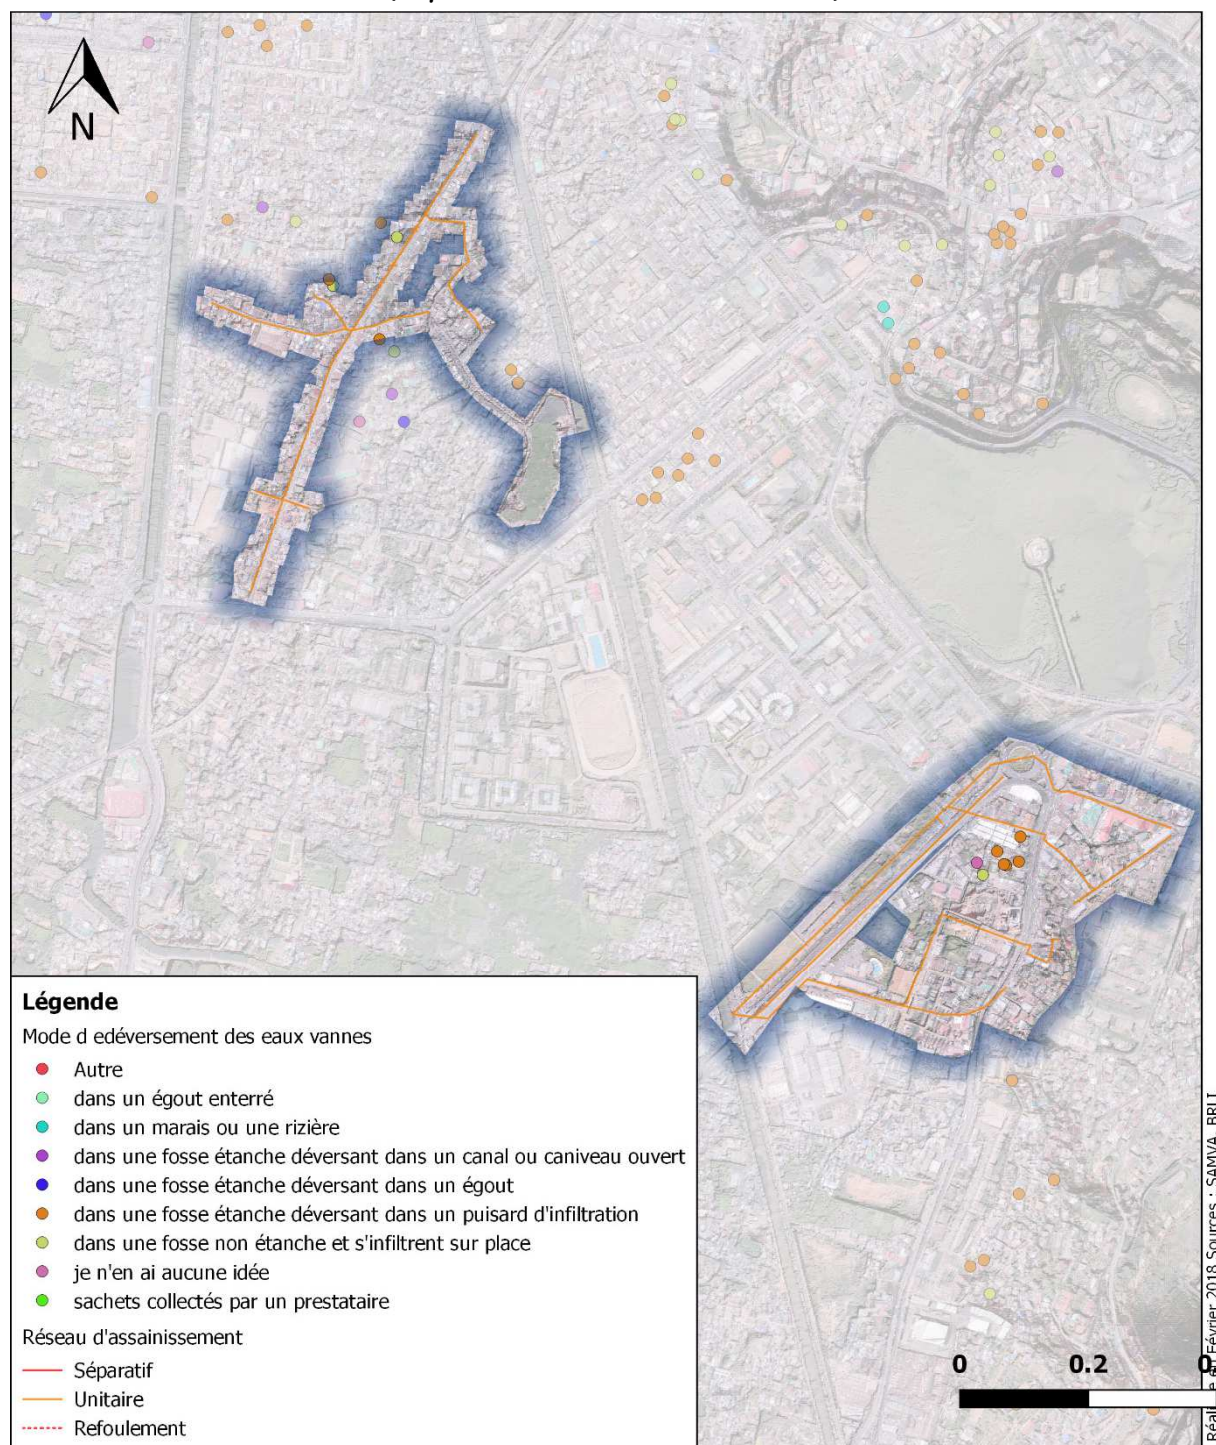 N
Légende
Mode d edéversement des eaux vannes
Autre
dans un égout enterré
dans un marais ou une rizière
dans une fosse étanche déversant dans un canal ou caniveau ouvert
dans une fosse étanche déversant dans un égout
dans une fosse étanche déversant dans un puisard d'infiltration
dans une fosse non étanche et s'infiltrent sur place
je n'en ai aucune idée
sachets collectés par un prestataire
Réseau d'assainissement
Séparatif
Unitaire
Refoulement
0 0.2
Février 2018 Sources : SAMVA, BRLI